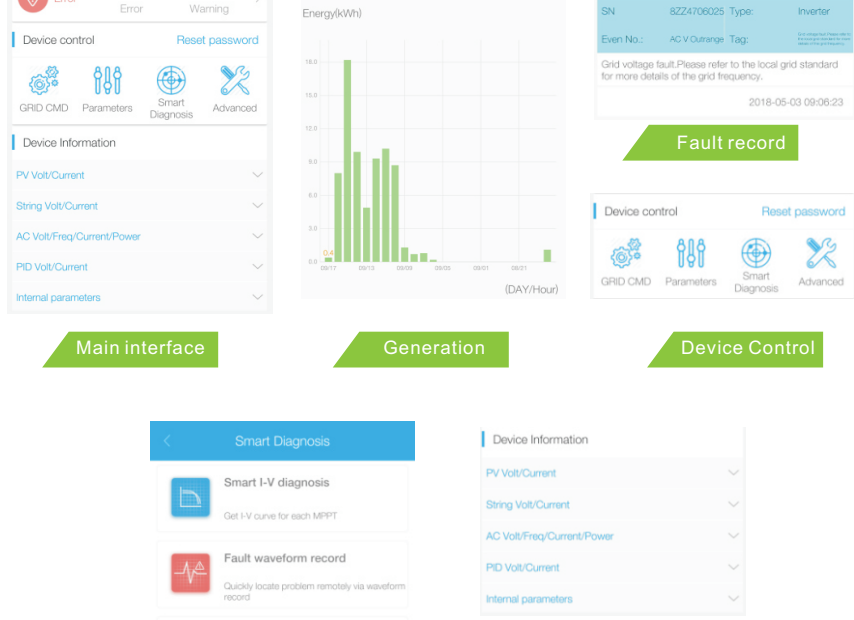 Error
Error
Warning
Device control
Reset password
GRID CMD
Parameters
Smart
Diagnosis
Advanced
Device Information
PV Volt/Current
String Volt/Current
AC Volt/Freq/Current/Power
PID Volt/Current
Internal parameters
Main interface
Energy(kWh)
18.0
15.0
12.0
9.0
6.0
3.0
0.0
0.4
09/17 09/13 09/09 09/05 09/01 08/21
(DAY/Hour)
Generation
SN 8ZZ4706025 Type: Inverter
Even No.: AC V Outrange Tag:
Grid voltage fault.Please refer to the local grid standard
for more details of the grid frequency.
2018-05-03 09:06:23
Fault record
Device control
Reset password
GRID CMD
Parameters
Smart
Diagnosis
Advanced
Device Control
Smart Diagnosis
Smart I-V diagnosis
Get I-V curve for each MPPT
Fault waveform record
Quickly locate problem remotely via waveform
record
Device Information
PV Volt/Current
String Volt/Current
AC Volt/Freq/Current/Power
PID Volt/Current
Internal parameters